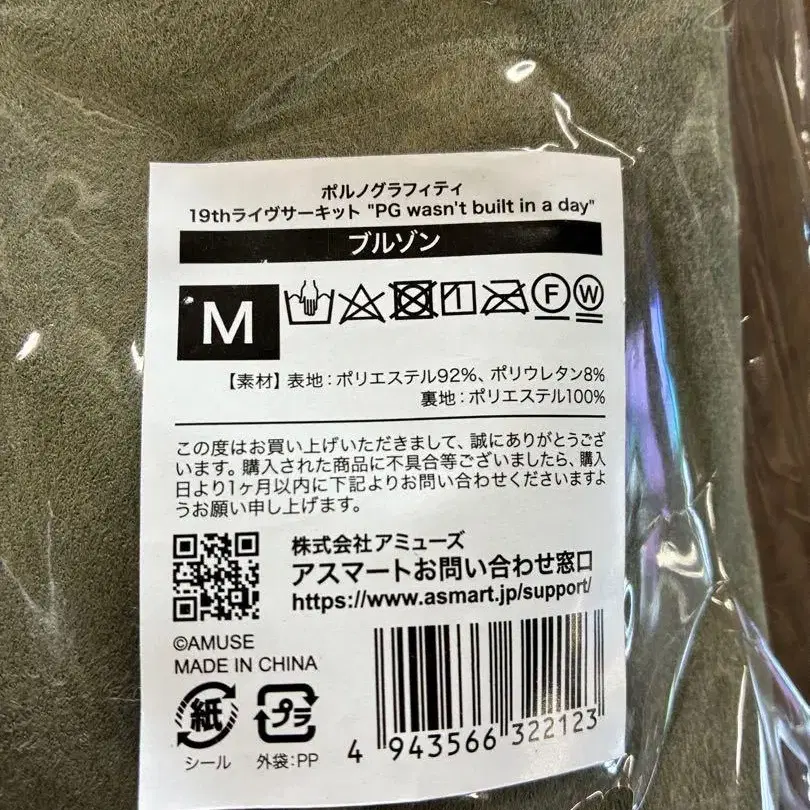 ポルノグラフィティ
19thライヴサーキット "PG wasn't built in a day"
ブルゾン
M
F W
【素材】表地:ポリエステル92%、ポリウレタン8%
裏地:ポリエステル100%
この度はお買い上げいただきまして、誠にありがとうござ
います。購入された商品に不具合等ございましたら、購入
日より1ヶ月以内に下記よりお問い合わせくださいますよ
うお願い申し上げます。
株式会社アミューズ
アスマートお問い合わせ窓口
https://www.asmart.jp/support/
©AMUSE
MADE IN CHINA
紙 プラ
シール 外袋:PP
4 943566 322123